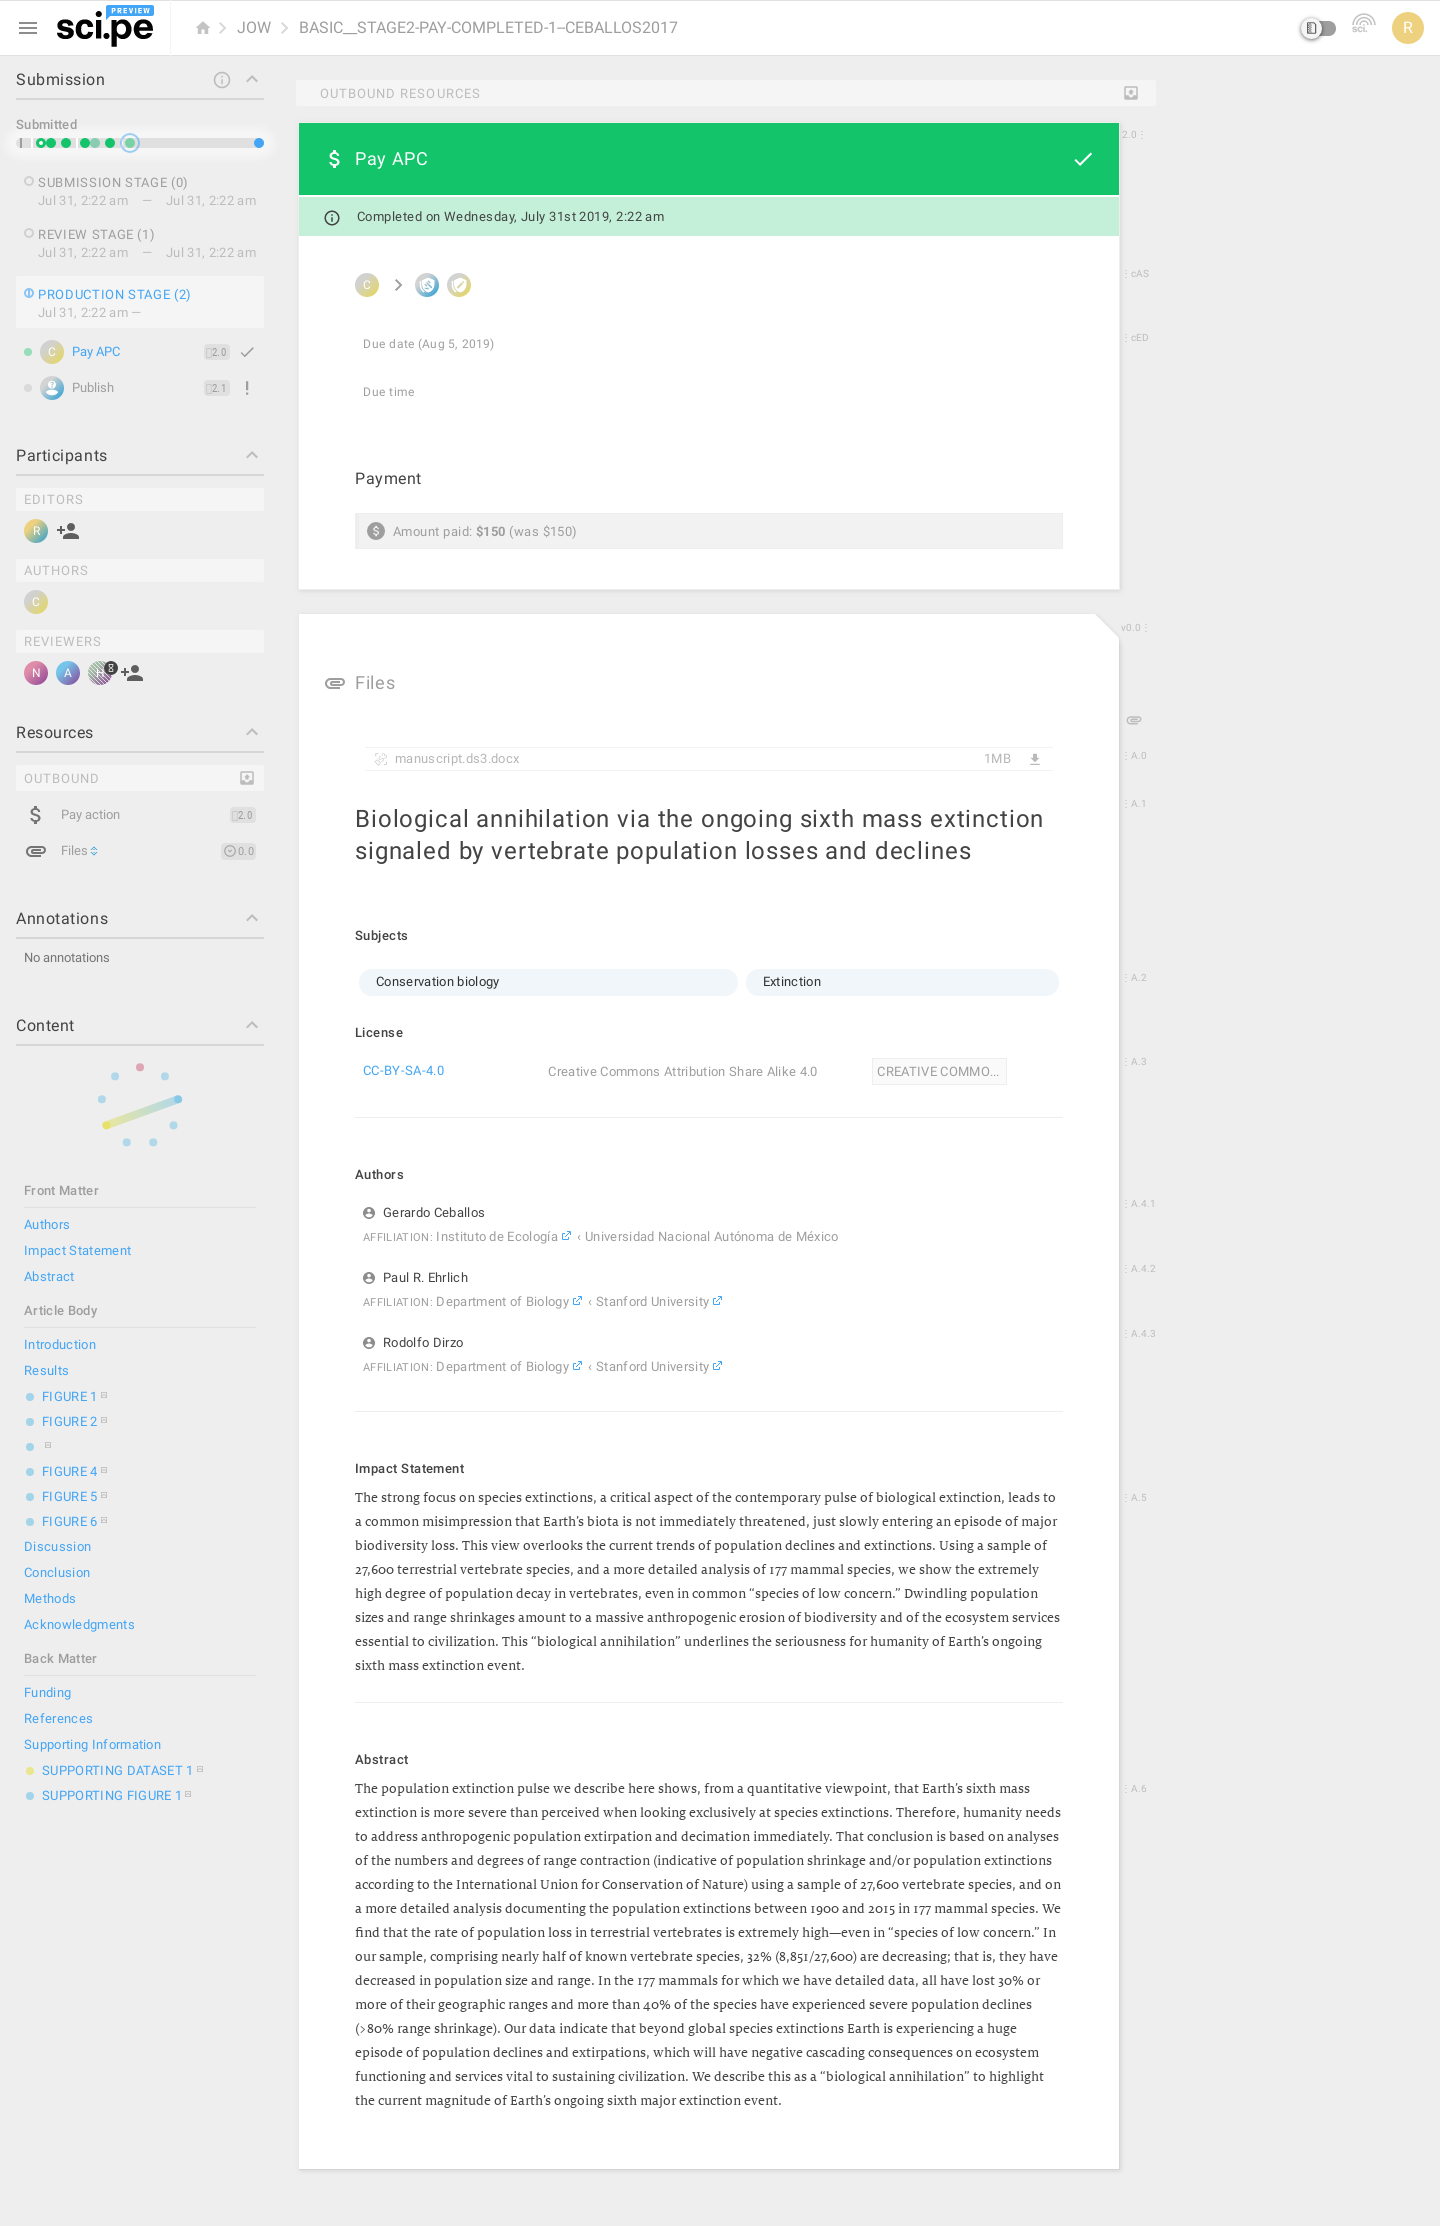 sci.pe PREVIEW
JOW
BASIC__STAGE2-PAY-COMPLETED-1--CEBALLOS2017
sci.
R
Submission
Submitted
SUBMISSION STAGE (0)
Jul 31, 2:22 am — Jul 31, 2:22 am
REVIEW STAGE (1)
Jul 31, 2:22 am — Jul 31, 2:22 am
PRODUCTION STAGE (2)
Jul 31, 2:22 am —
C Pay APC 2.0
Publish 2.1
Participants
EDITORS
R
AUTHORS
C
REVIEWERS
N A
Resources
OUTBOUND
Pay action 2.0
Files 0.0
Annotations
No annotations
Content
Front Matter
Authors
Impact Statement
Abstract
Article Body
Introduction
Results
FIGURE 1
FIGURE 2
FIGURE 4
FIGURE 5
FIGURE 6
Discussion
Conclusion
Methods
Acknowledgments
Back Matter
Funding
References
Supporting Information
SUPPORTING DATASET 1
SUPPORTING FIGURE 1
OUTBOUND RESOURCES
$ Pay APC
2.0
Completed on Wednesday, July 31st 2019, 2:22 am
C
cAS
Due date (Aug 5, 2019)
cED
Due time
Payment
Amount paid: $150 (was $150)
v0.0
Files
manuscript.ds3.docx 1MB
A.0
A.1
Biological annihilation via the ongoing sixth mass extinction
signaled by vertebrate population losses and declines
Subjects
Conservation biology Extinction
A.2
License
CC-BY-SA-4.0 Creative Commons Attribution Share Alike 4.0 CREATIVE COMMO...
A.3
Authors
Gerardo Ceballos
A.4.1
AFFILIATION: Instituto de Ecología ‹ Universidad Nacional Autónoma de México
Paul R. Ehrlich
A.4.2
AFFILIATION: Department of Biology ‹ Stanford University
Rodolfo Dirzo
A.4.3
AFFILIATION: Department of Biology ‹ Stanford University
Impact Statement
A.5
The strong focus on species extinctions, a critical aspect of the contemporary pulse of biological extinction, leads to
a common misimpression that Earth’s biota is not immediately threatened, just slowly entering an episode of major
biodiversity loss. This view overlooks the current trends of population declines and extinctions. Using a sample of
27,600 terrestrial vertebrate species, and a more detailed analysis of 177 mammal species, we show the extremely
high degree of population decay in vertebrates, even in common “species of low concern.” Dwindling population
sizes and range shrinkages amount to a massive anthropogenic erosion of biodiversity and of the ecosystem services
essential to civilization. This “biological annihilation” underlines the seriousness for humanity of Earth’s ongoing
sixth mass extinction event.
Abstract
A.6
The population extinction pulse we describe here shows, from a quantitative viewpoint, that Earth’s sixth mass
extinction is more severe than perceived when looking exclusively at species extinctions. Therefore, humanity needs
to address anthropogenic population extirpation and decimation immediately. That conclusion is based on analyses
of the numbers and degrees of range contraction (indicative of population shrinkage and/or population extinctions
according to the International Union for Conservation of Nature) using a sample of 27,600 vertebrate species, and on
a more detailed analysis documenting the population extinctions between 1900 and 2015 in 177 mammal species. We
find that the rate of population loss in terrestrial vertebrates is extremely high—even in “species of low concern.” In
our sample, comprising nearly half of known vertebrate species, 32% (8,851/27,600) are decreasing; that is, they have
decreased in population size and range. In the 177 mammals for which we have detailed data, all have lost 30% or
more of their geographic ranges and more than 40% of the species have experienced severe population declines
(>80% range shrinkage). Our data indicate that beyond global species extinctions Earth is experiencing a huge
episode of population declines and extirpations, which will have negative cascading consequences on ecosystem
functioning and services vital to sustaining civilization. We describe this as a “biological annihilation” to highlight
the current magnitude of Earth’s ongoing sixth major extinction event.